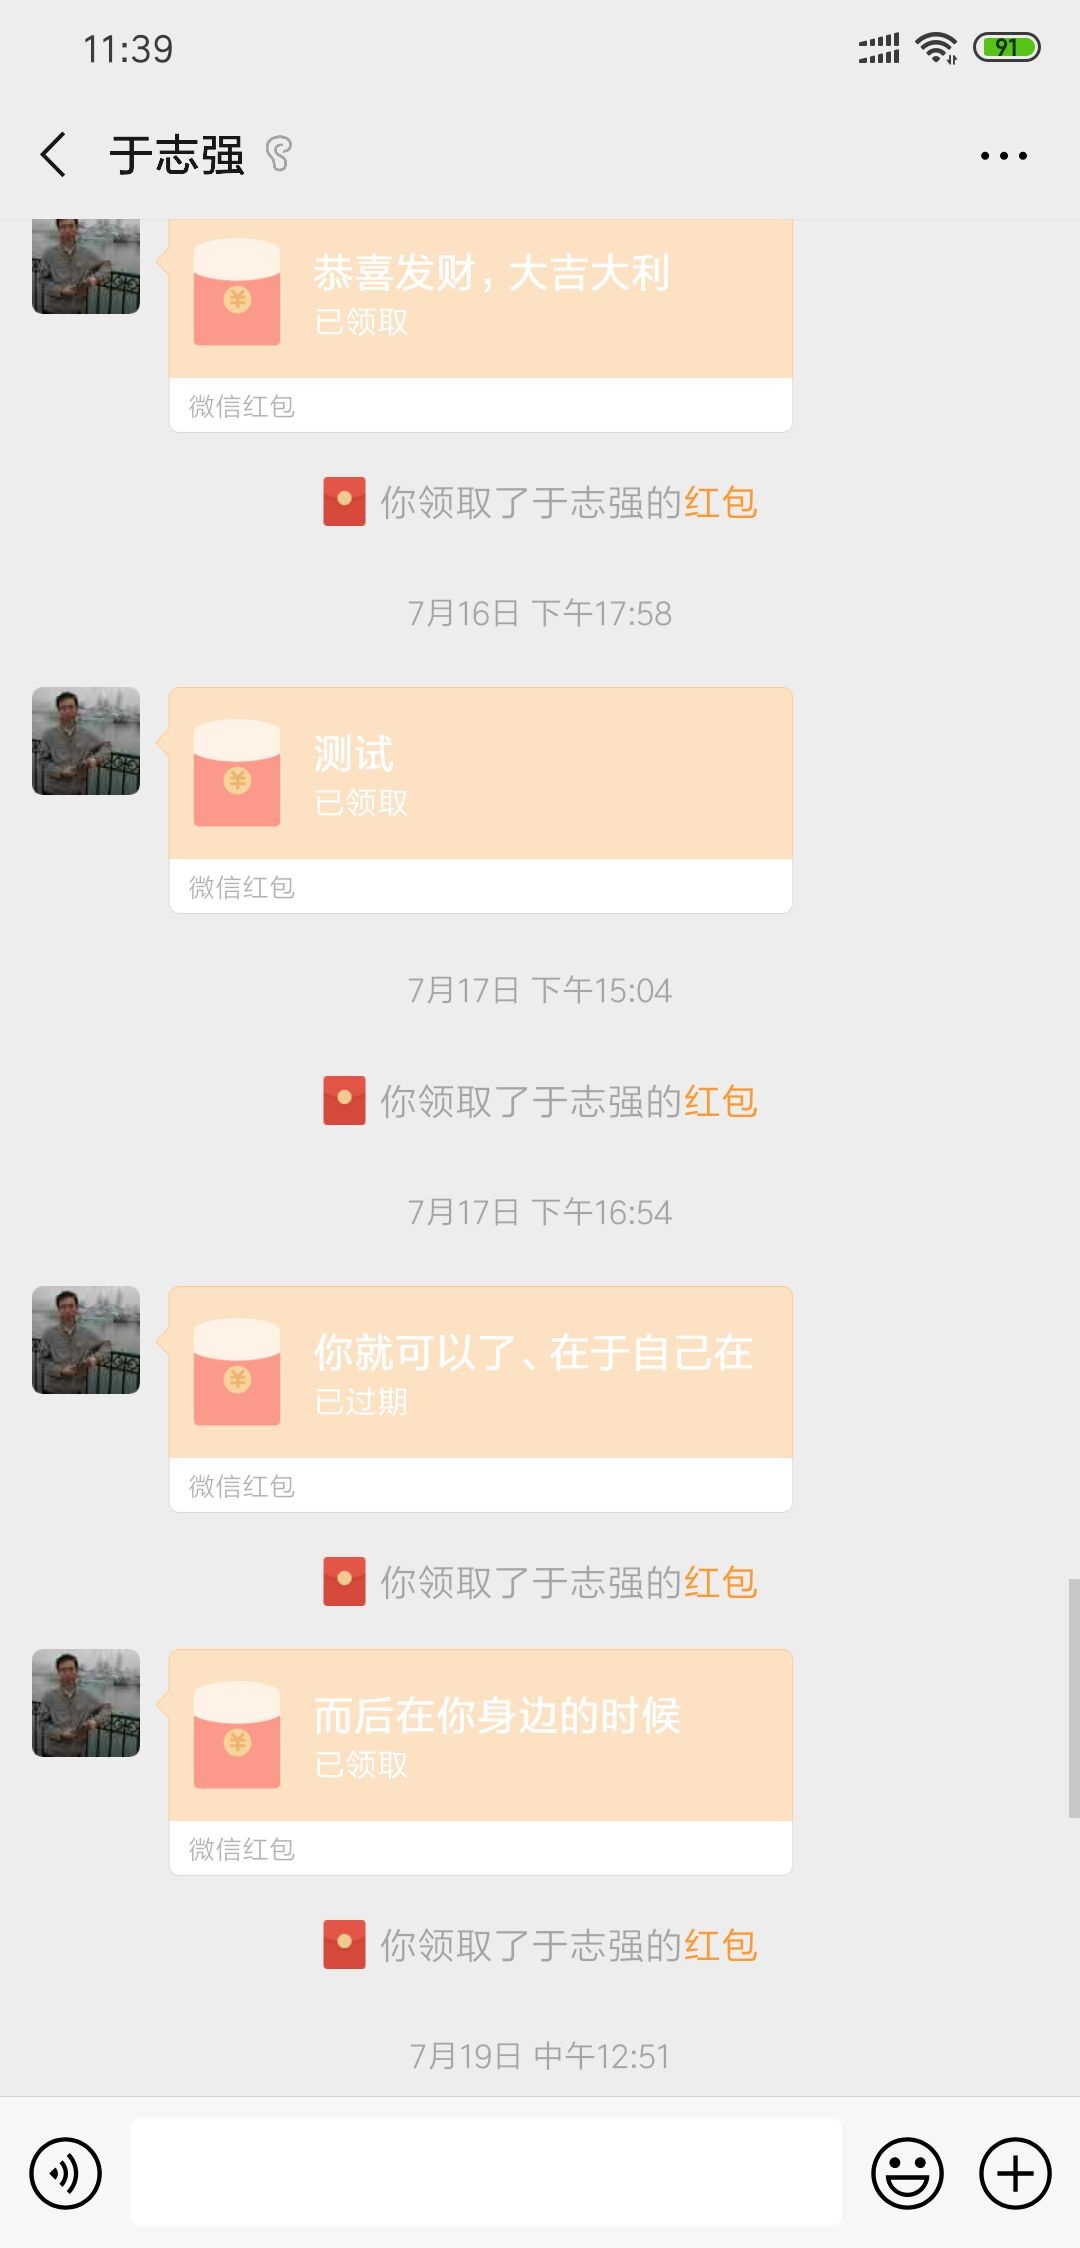 11:39
91
于志强
恭喜发财，大吉大利
已领取
微信红包
你领取了于志强的红包
7月16日 下午17:58
测试
已领取
微信红包
7月17日 下午15:04
你领取了于志强的红包
7月17日 下午16:54
你就可以了、在于自己在
已过期
微信红包
你领取了于志强的红包
而后在你身边的时候
已领取
微信红包
你领取了于志强的红包
7月19日 中午12:51